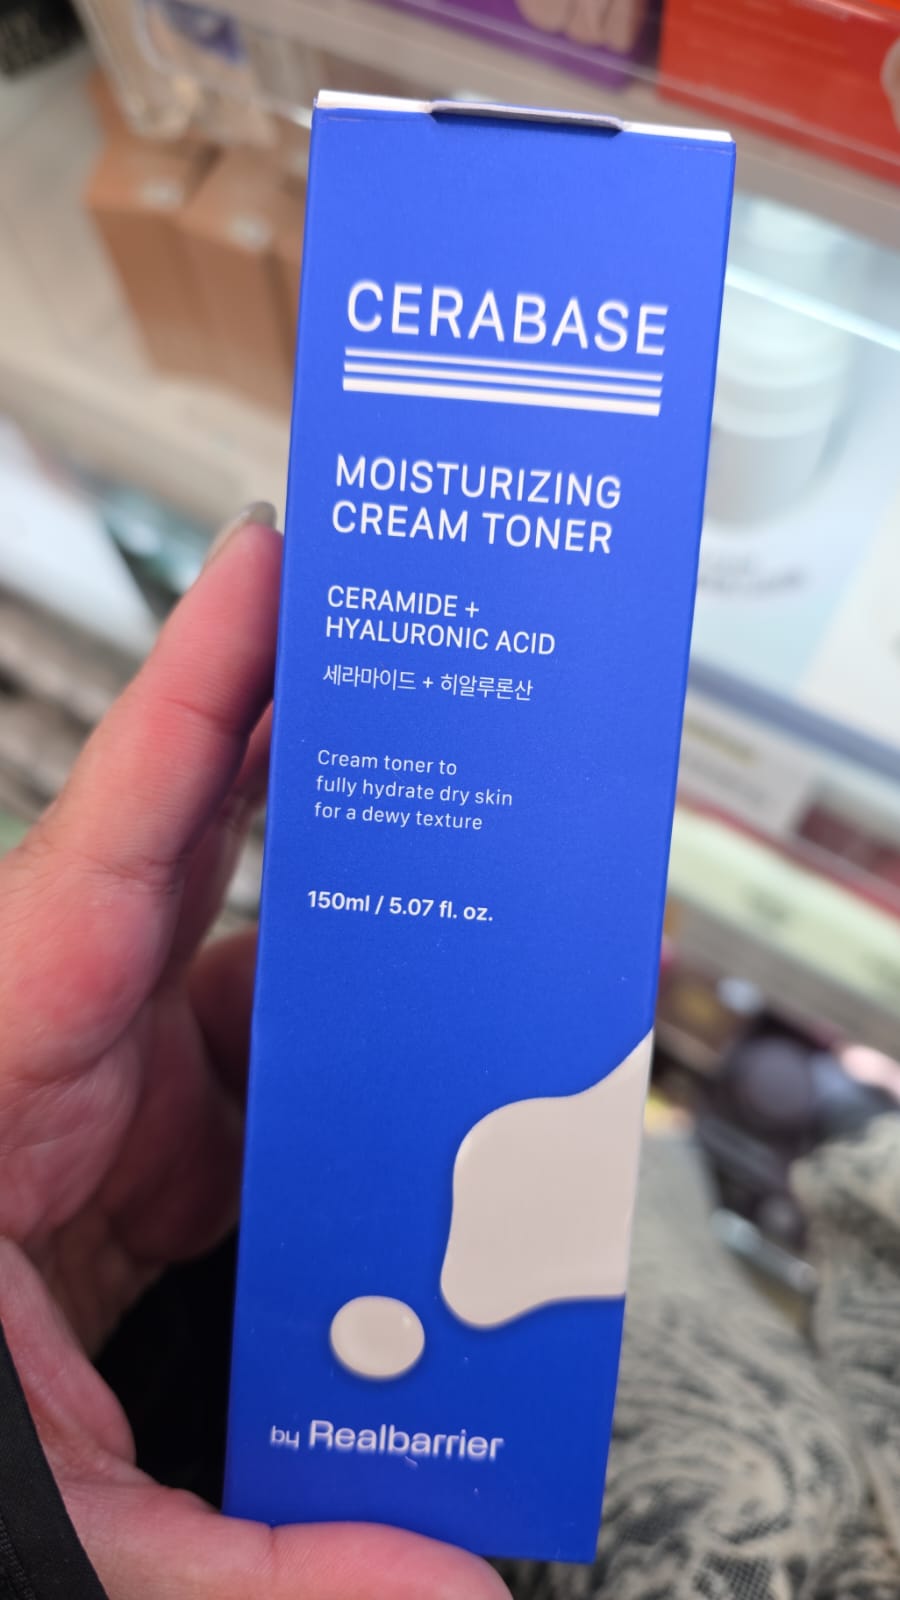 CERABASE
MOISTURIZING
CREAM TONER
CERAMIDE +
HYALURONIC ACID
세라마이드 + 히알루론산
Cream toner to
fully hydrate dry skin
for a dewy texture
150ml / 5.07 fl. oz.
by Realbarrier